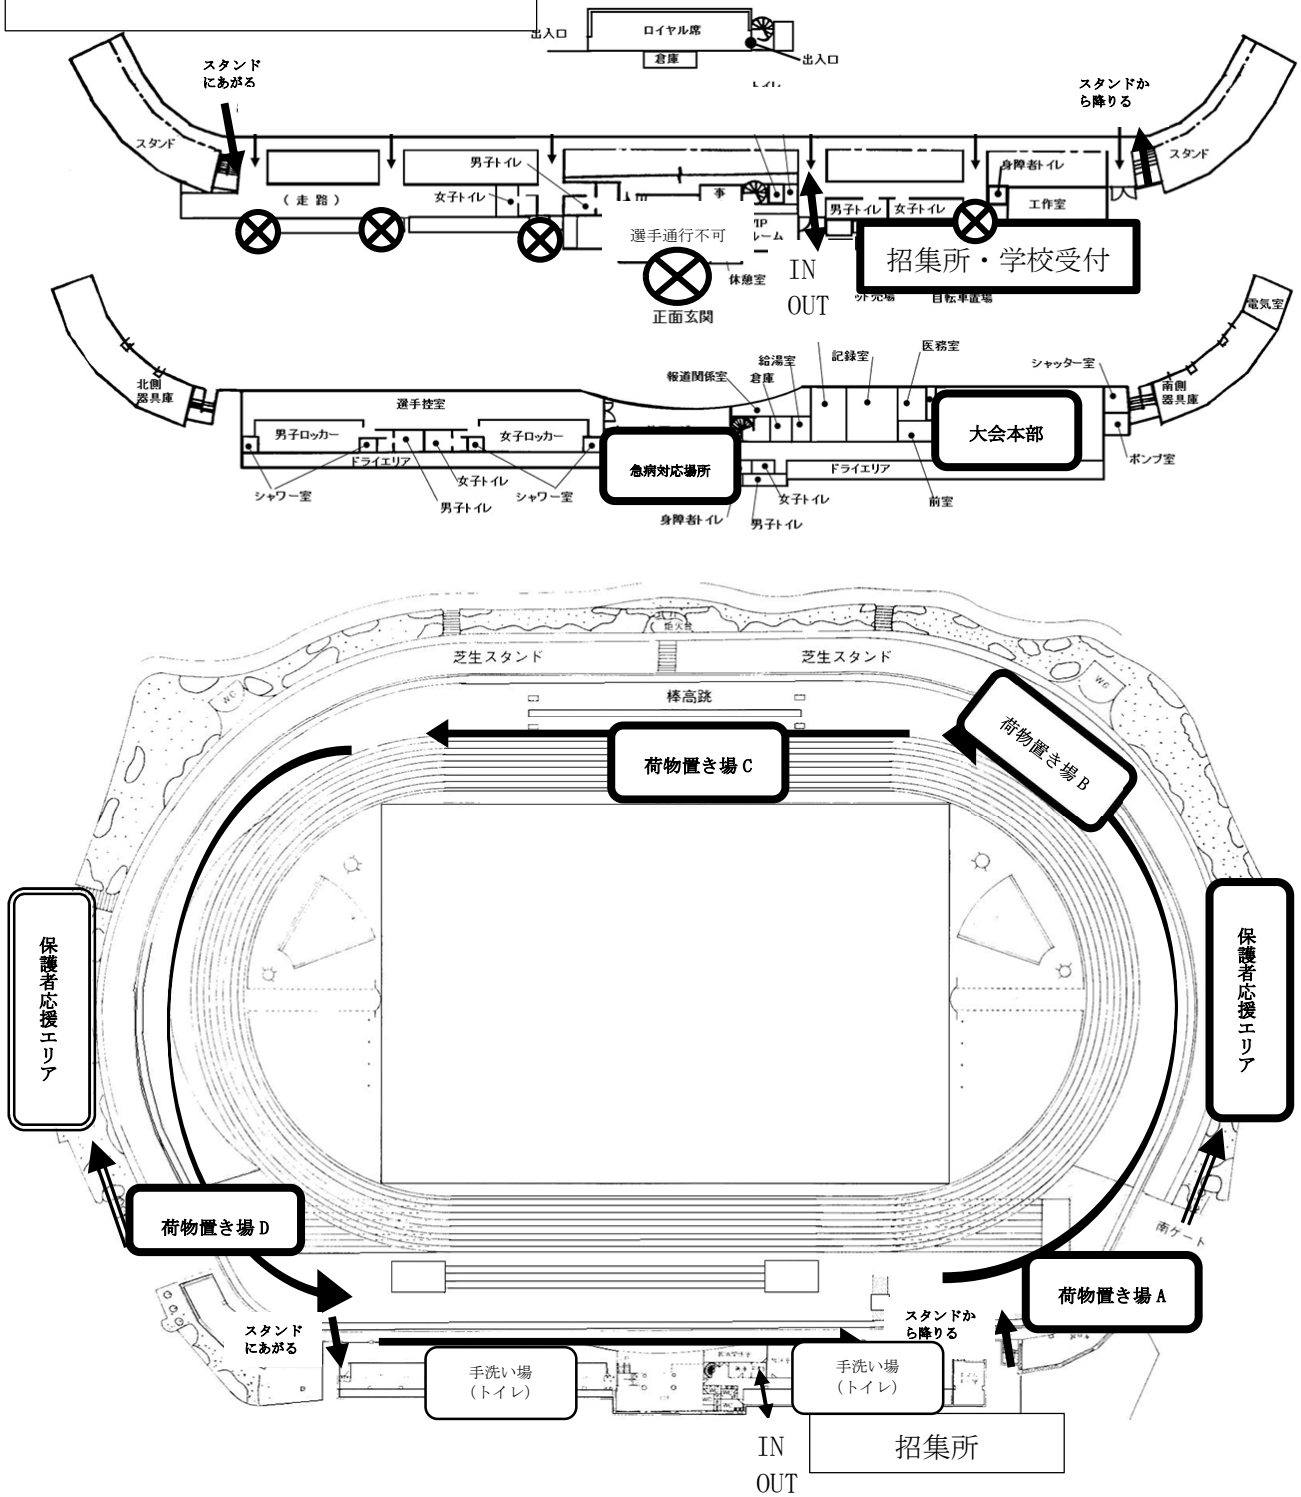 出入口
ロイヤル席
倉庫
出入口
トイレ
スタンド
にあがる
スタンドか
ら降りる
スタンド
スタンド
男子トイレ
身障者トイレ
(走路)
女子トイレ
事
男子トイレ
女子トイレ
工作室
選手通行不可
VIP
ルーム
招集所・学校受付
IN
OUT
休憩室
正面玄関
自転車置場
電気室
北側
器具庫
選手控室
報道関係室
給湯室
倉庫
記録室
医務室
シャッター室
南側
器具庫
男子ロッカー
女子ロッカー
大会本部
ドライエリア
急病対応場所
ドライエリア
ポンプ室
シャワー室
女子トイレ
男子トイレ
シャワー室
女子トイレ
前室
身障者トイレ
男子トイレ
芝生スタンド
芝生スタンド
WC
WC
棒高跳
荷物置き場C
荷物置き場B
保護者応援エリア
保護者応援エリア
荷物置き場D
南ゲート
荷物置き場A
スタンド
にあがる
スタンドか
ら降りる
手洗い場
(トイレ)
手洗い場
(トイレ)
IN
OUT
招集所